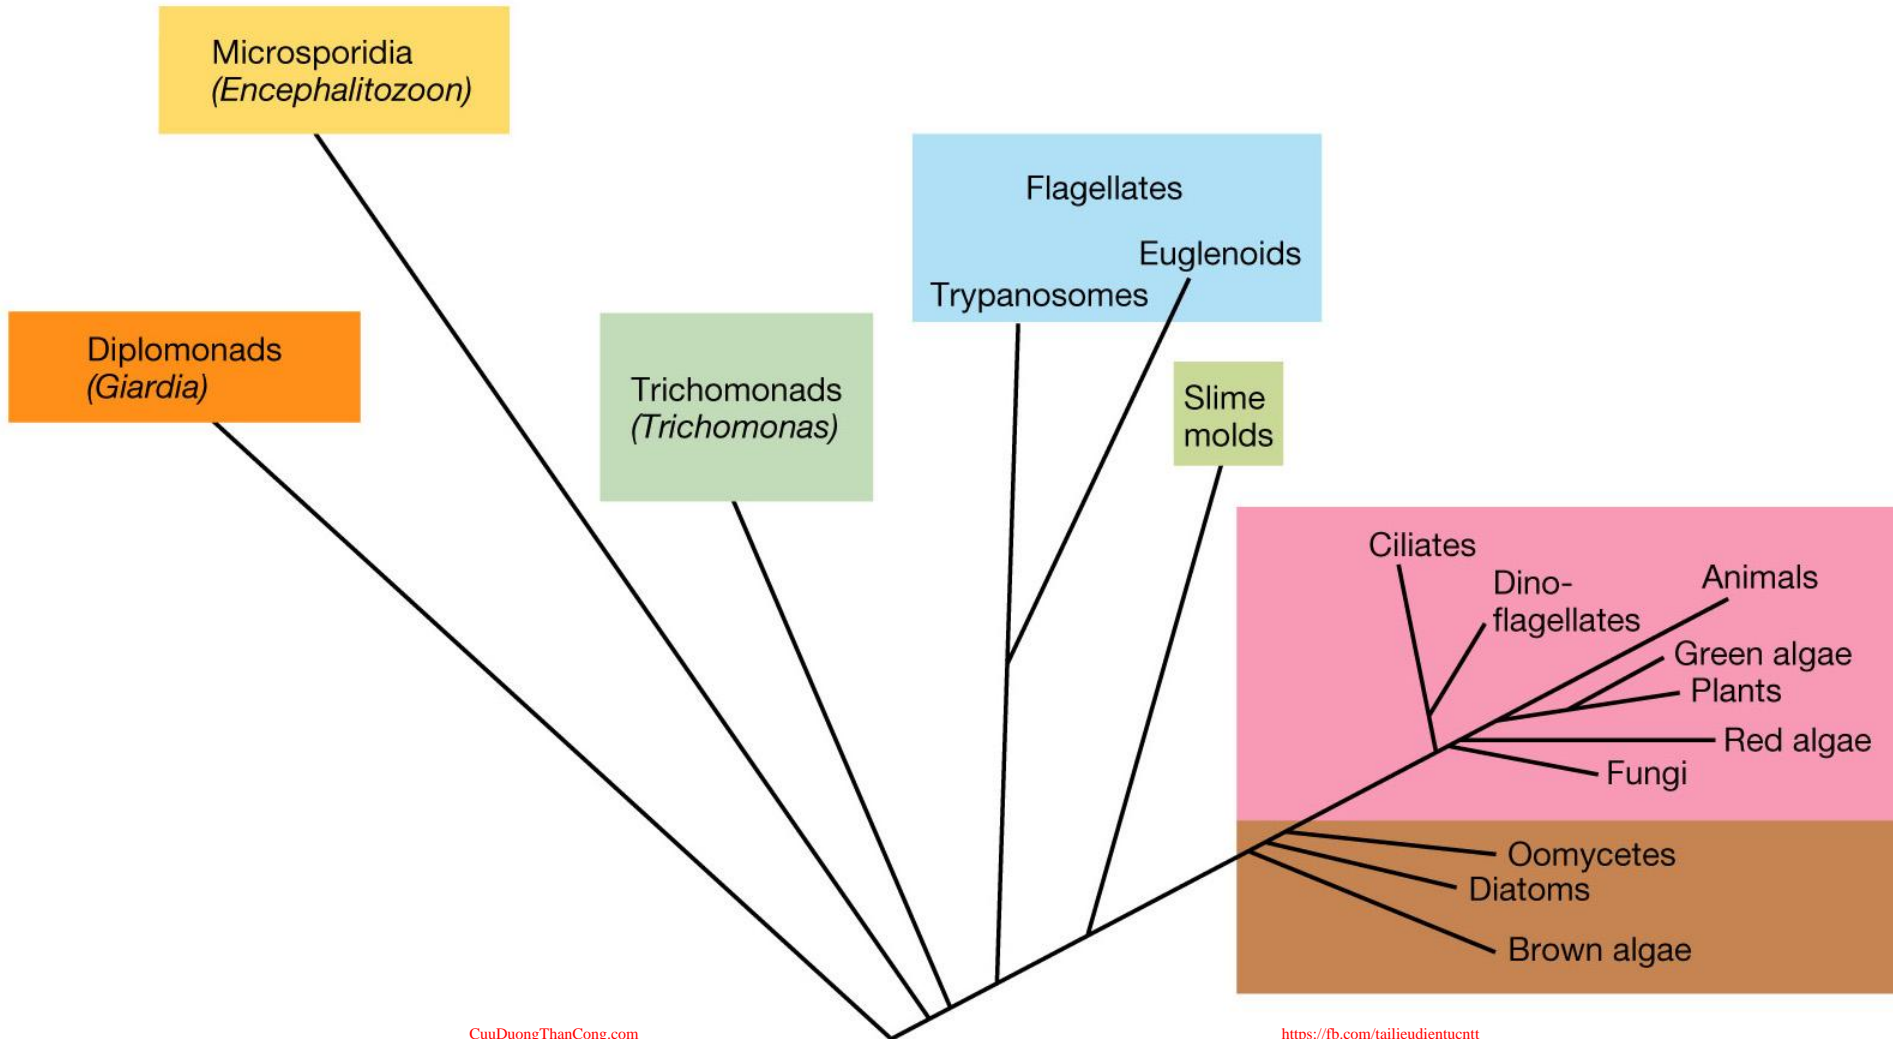 Microsporidia
(Encephalitozoon)
Flagellates
Euglenoids
Trypanosomes
Diplomonads
(Giardia)
Trichomonads
(Trichomonas)
Slime
molds
Ciliates
Dino-
flagellates
Animals
Green algae
Plants
Red algae
Fungi
Oomycetes
Diatoms
Brown algae
CuuDuongThanCong.com
https://fb.com/tailieudientucntt